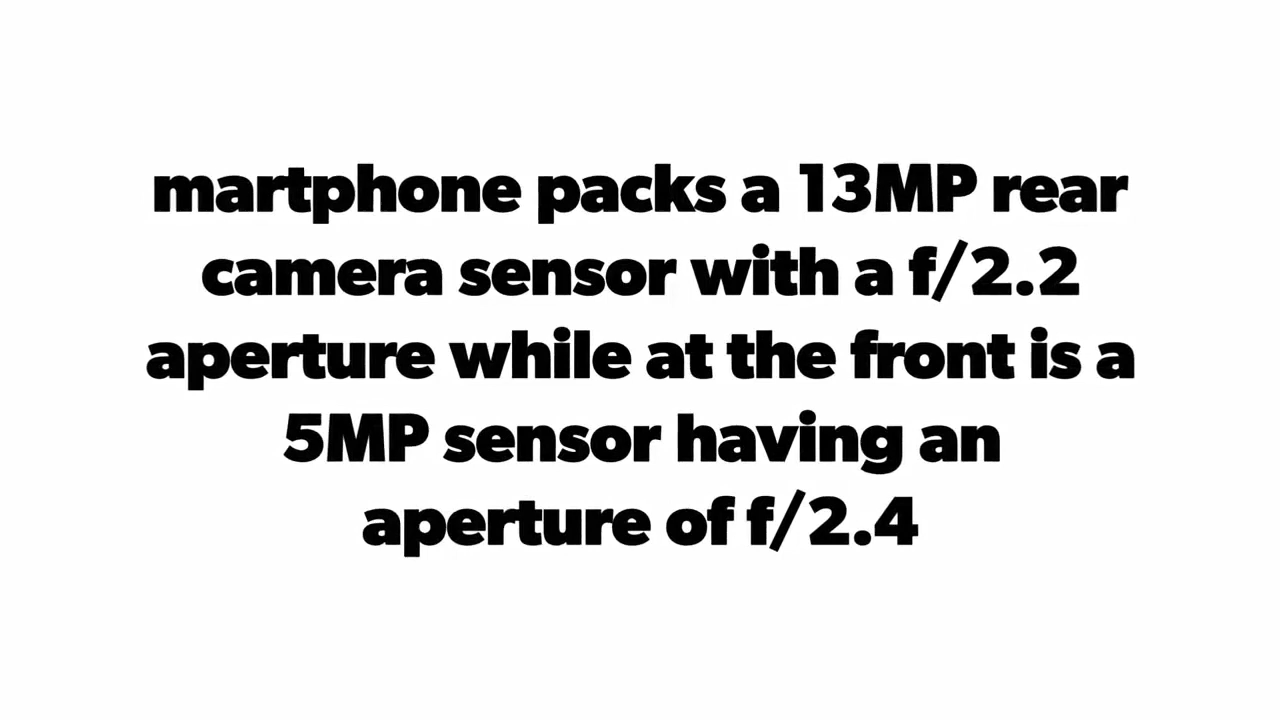 martphone packs a 13MP rear
camera sensor with a f/2.2
aperture while at the front is a
5MP sensor having an
aperture of f/2.4